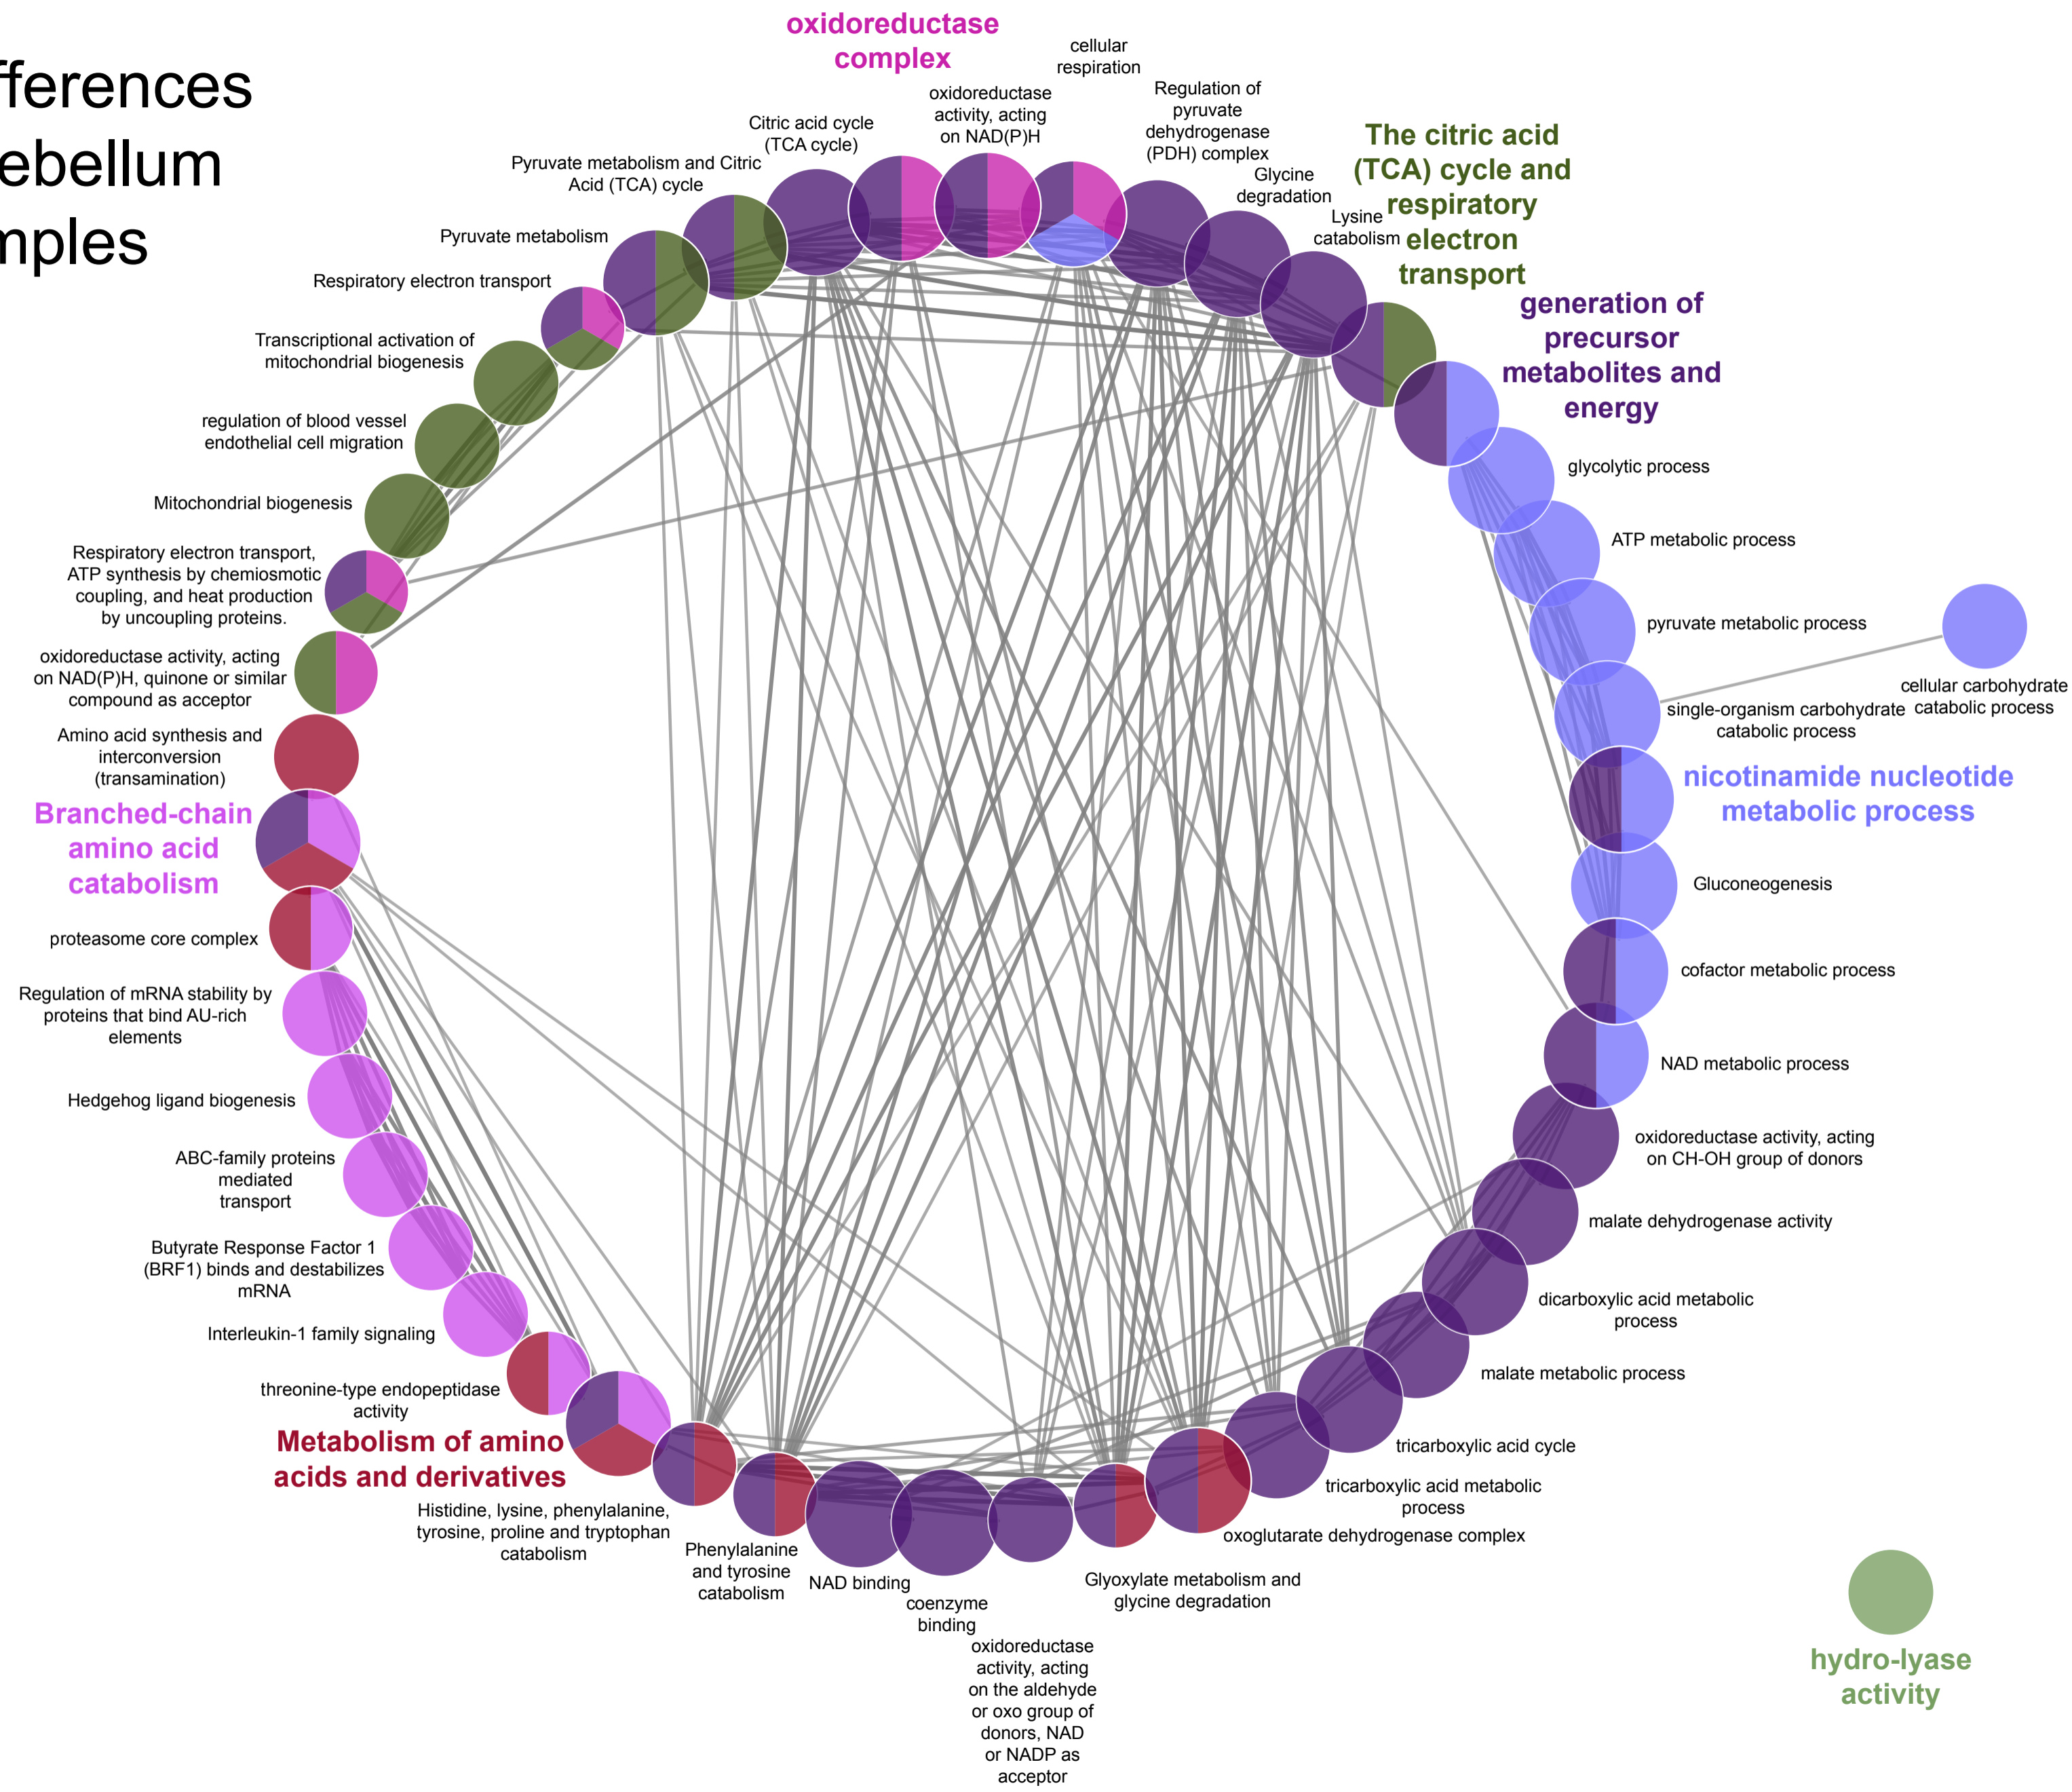 fferences
ebellum
mples
oxidoreductase
complex
cellular
respiration
oxidoreductase
activity, acting
on NAD(P)H
Regulation of
pyruvate
dehydrogenase
(PDH) complex
Citric acid cycle
(TCA cycle)
Glycine
degradation
Lysine
catabolism
The citric acid
(TCA) cycle and
respiratory
electron
transport
generation of
precursor
metabolites and
energy
Pyruvate metabolism and Citric
Acid (TCA) cycle
Pyruvate metabolism
Respiratory electron transport
Transcriptional activation of
mitochondrial biogenesis
regulation of blood vessel
endothelial cell migration
Mitochondrial biogenesis
Respiratory electron transport,
ATP synthesis by chemiosmotic
coupling, and heat production
by uncoupling proteins.
oxidoreductase activity, acting
on NAD(P)H, quinone or similar
compound as acceptor
Amino acid synthesis and
interconversion
(transamination)
Branched-chain
amino acid
catabolism
proteasome core complex
Regulation of mRNA stability by
proteins that bind AU-rich
elements
Hedgehog ligand biogenesis
ABC-family proteins
mediated
transport
Butyrate Response Factor 1
(BRF1) binds and destabilizes
mRNA
Interleukin-1 family signaling
threonine-type endopeptidase
activity
Metabolism of amino
acids and derivatives
Histidine, lysine, phenylalanine,
tyrosine, proline and tryptophan
catabolism
Phenylalanine
and tyrosine
catabolism
NAD binding
coenzyme
binding
oxidoreductase
activity, acting
on the aldehyde
or oxo group of
donors, NAD
or NADP as
acceptor
Glyoxylate metabolism and
glycine degradation
oxoglutarate dehydrogenase complex
tricarboxylic acid metabolic
process
tricarboxylic acid cycle
malate metabolic process
dicarboxylic acid metabolic
process
malate dehydrogenase activity
oxidoreductase activity, acting
on CH-OH group of donors
NAD metabolic process
cofactor metabolic process
Gluconeogenesis
nicotinamide nucleotide
metabolic process
single-organism carbohydrate
catabolic process
cellular carbohydrate
catabolic process
pyruvate metabolic process
ATP metabolic process
glycolytic process
hydro-lyase
activity